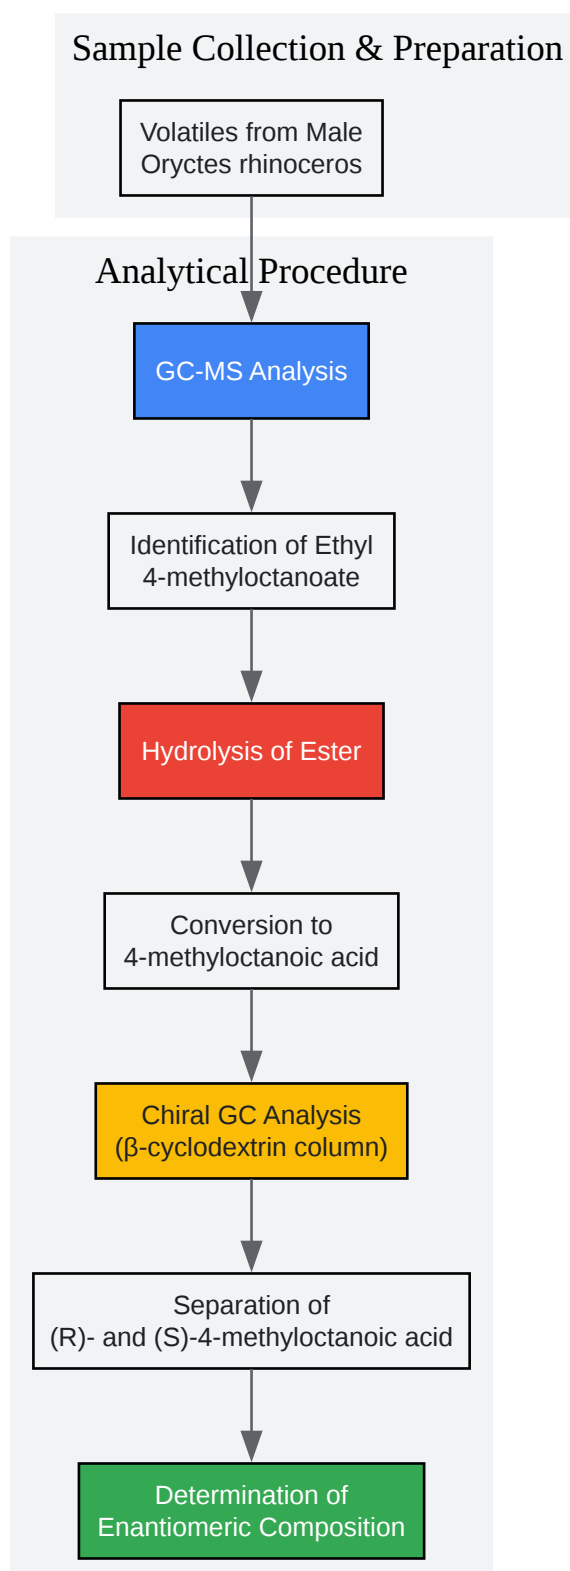 Sample Collection & Preparation
Volatiles from Male
Oryctes rhinoceros
Analytical Procedure
GC-MS Analysis
Identification of Ethyl
4-methyloctanoate
Hydrolysis of Ester
Conversion to
4-methyloctanoic acid
Chiral GC Analysis
(β-cyclodextrin column)
Separation of
(R)- and (S)-4-methyloctanoic acid
Determination of
Enantiomeric Composition